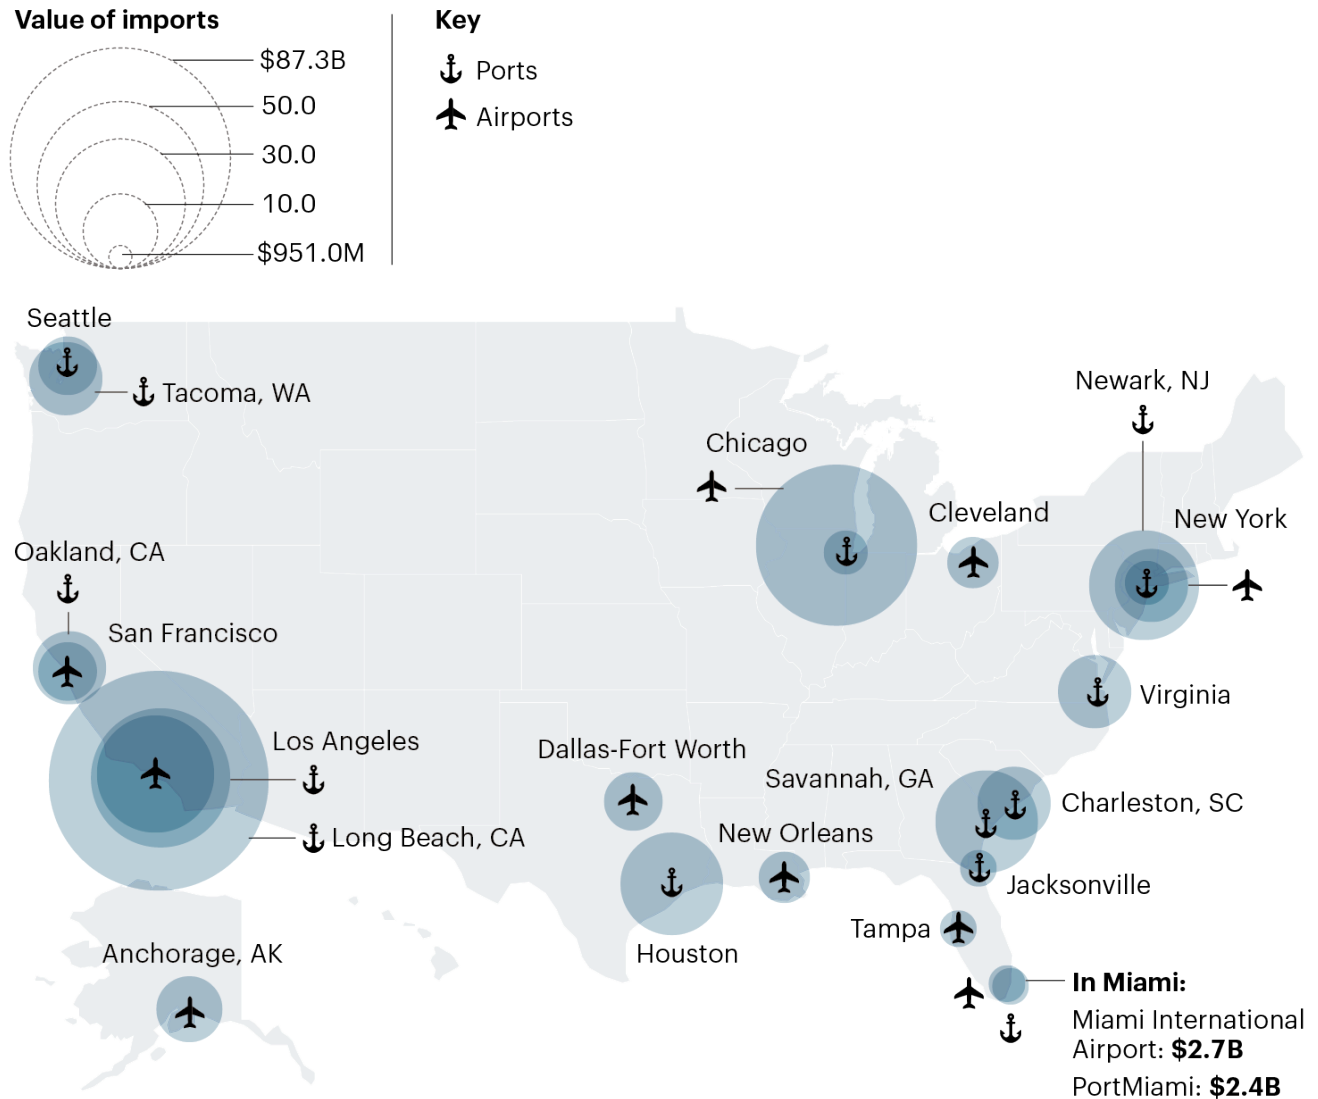 Value of imports
$87.3B
50.0
30.0
10.0
$951.0M
Key
Ports
Airports
Seattle
Tacoma, WA
Newark, NJ
Chicago
Cleveland
New York
Oakland, CA
San Francisco
Virginia
Los Angeles
Dallas-Fort Worth
Savannah, GA
Charleston, SC
Long Beach, CA
New Orleans
Jacksonville
Tampa
Houston
Anchorage, AK
In Miami:
Miami International
Airport: $2.7B
PortMiami: $2.4B